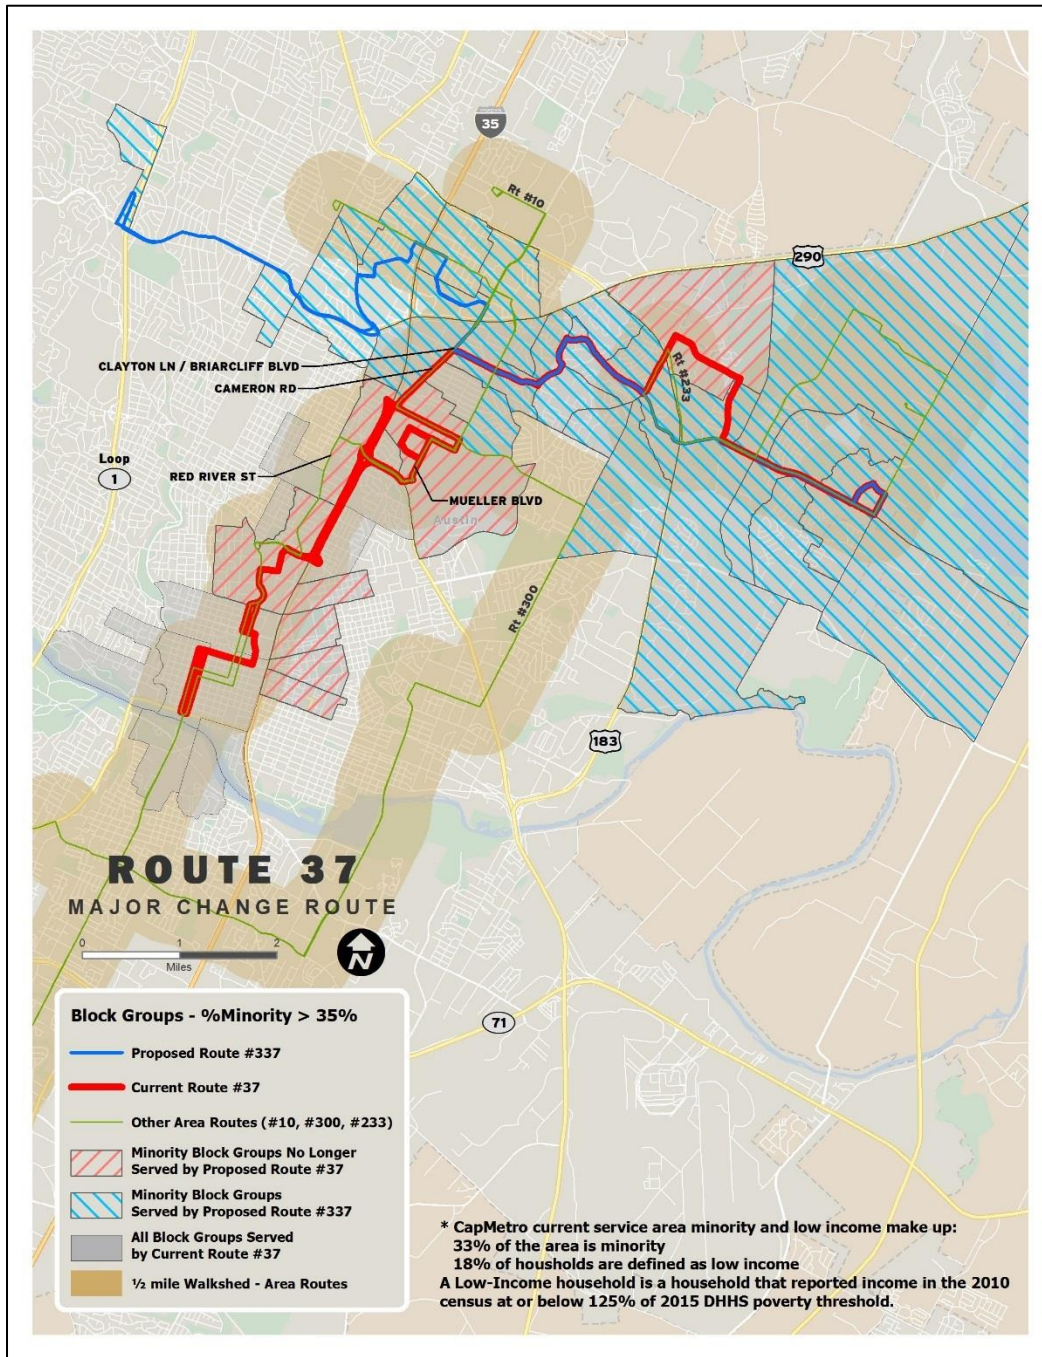 35
Rt #10
290
CLAYTON LN / BRIARCLIFF BLVD
CAMERON RD
Rt #233
Loop
1
RED RIVER ST
MUELLER BLVD
Austin
Rt #300
183
ROUTE 37
MAJOR CHANGE ROUTE
0 1 2
Miles
N
71
Block Groups - %Minority > 35%
Proposed Route #337
Current Route #37
Other Area Routes (#10, #300, #233)
Minority Block Groups No Longer
Served by Proposed Route #37
Minority Block Groups
Served by Proposed Route #337
All Block Groups Served
by Current Route #37
½ mile Walkshed - Area Routes
* CapMetro current service area minority and low income make up:
33% of the area is minority
18% of housholds are defined as low income
A Low-Income household is a household that reported income in the 2010
census at or below 125% of 2015 DHHS poverty threshold.